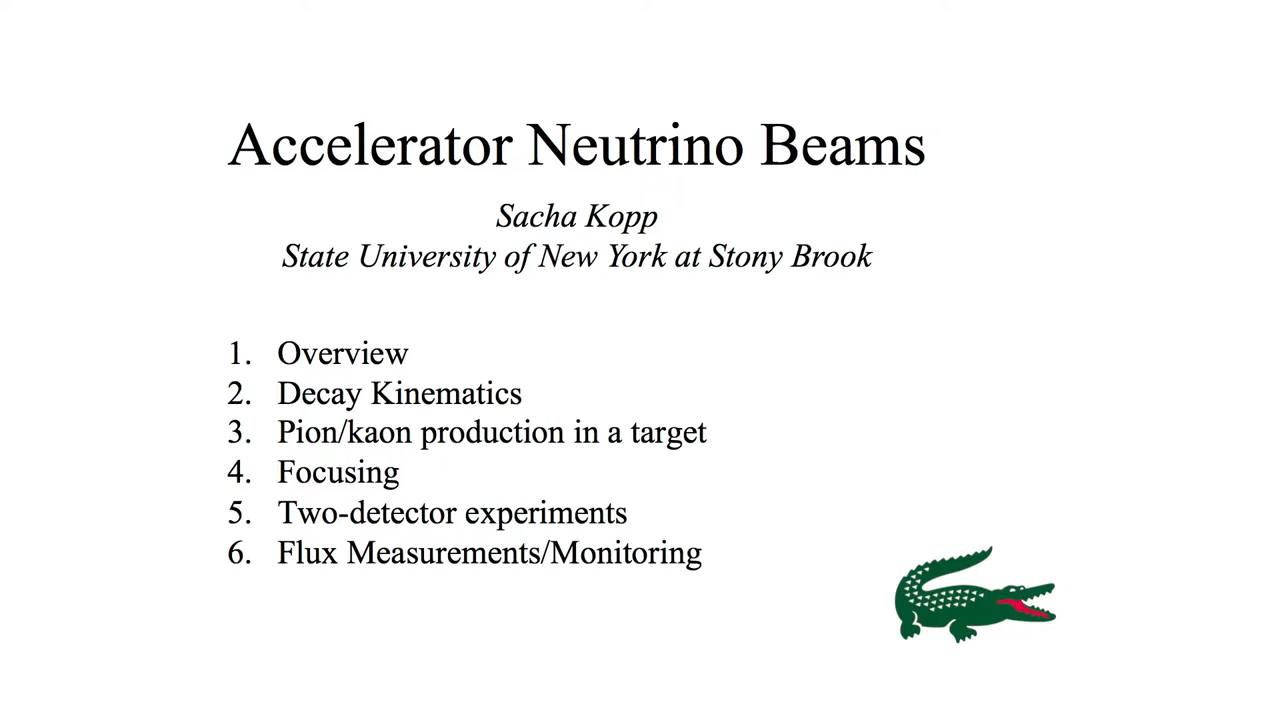 Accelerator Neutrino Beams
Sacha Kopp
State University of New York at Stony Brook
1. Overview
2. Decay Kinematics
3. Pion/kaon production in a target
4. Focusing
5. Two-detector experiments
6. Flux Measurements/Monitoring